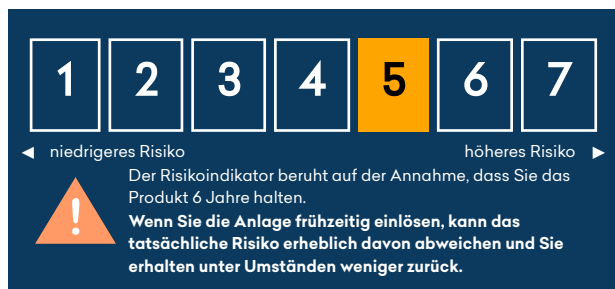 1 2 3 4 5 6 7
◄ niedrigeres Risiko höheres Risiko ►
Der Risikoindikator beruht auf der Annahme, dass Sie das
Produkt 6 Jahre halten.
Wenn Sie die Anlage frühzeitig einlösen, kann das
tatsächliche Risiko erheblich davon abweichen und Sie
erhalten unter Umständen weniger zurück.
!